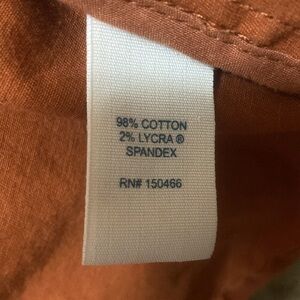 98% COTTON
2% LYCRA ®
SPANDEX
RN# 150466